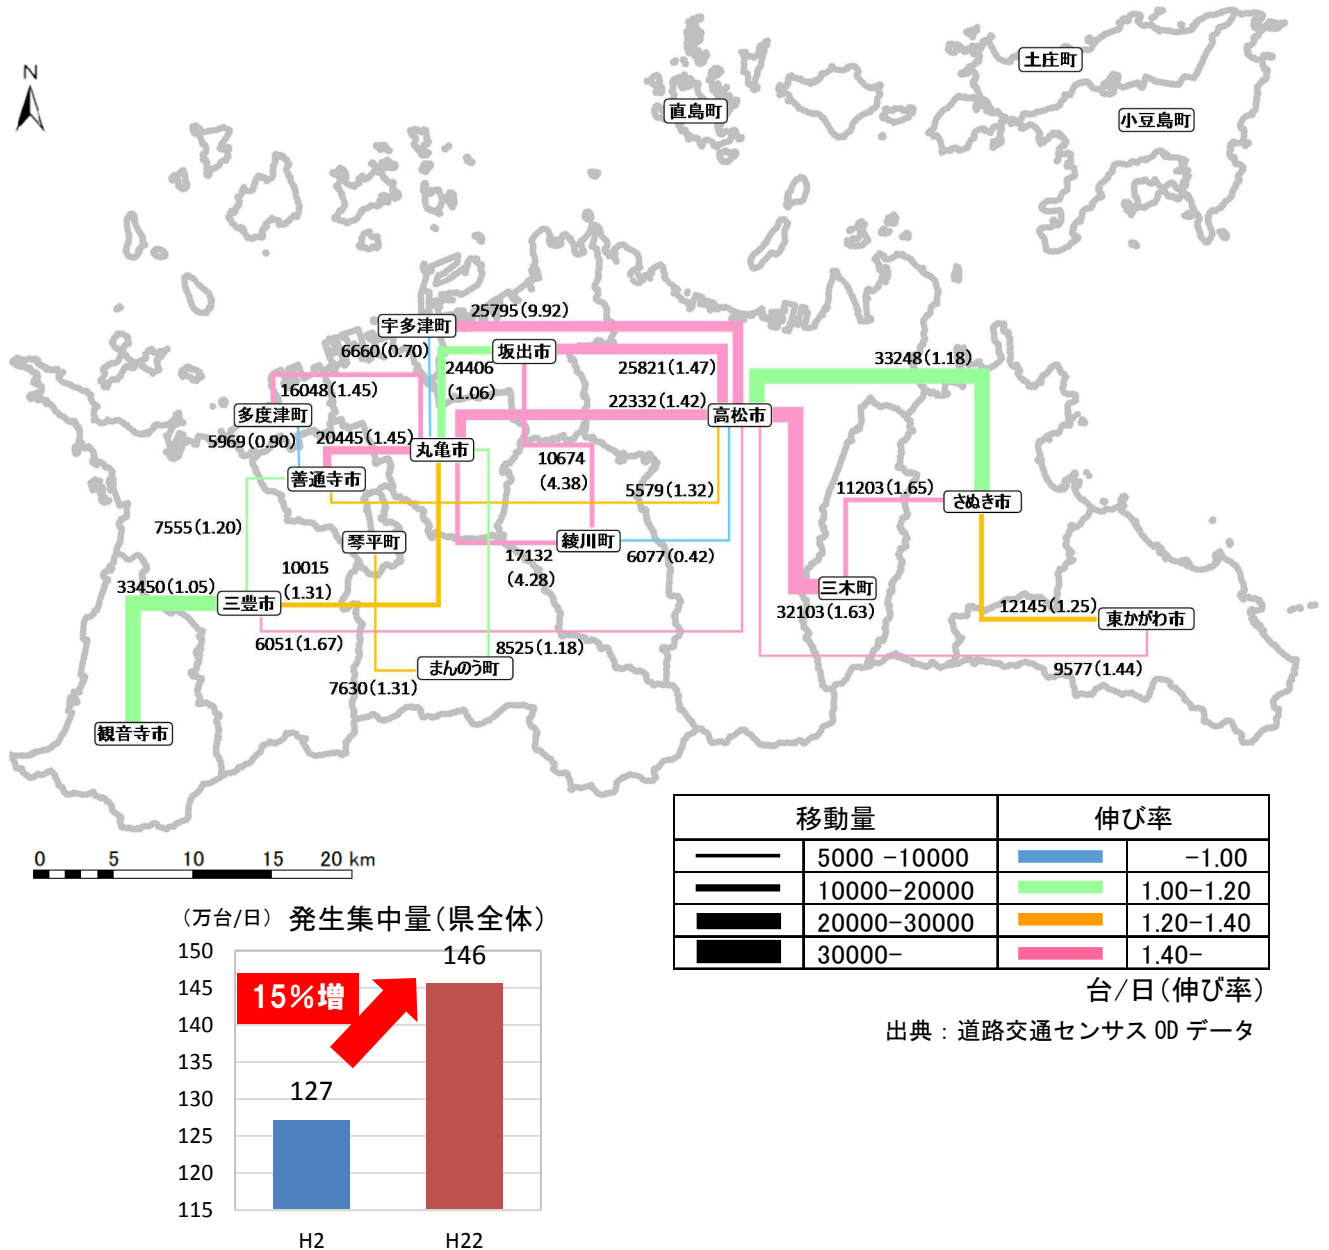 N
土庄町
直島町
小豆島町
25795(9.92)
宇多津町
6660(0.70)
24406
(1.06)
坂出市
25821(1.47)
33248(1.18)
16048(1.45)
22332(1.42)
多度津町
高松市
5969(0.90)
20445(1.45)
丸亀市
10674
(4.38)
善通寺市
5579(1.32)
11203(1.65)
さぬき市
7555(1.20)
琴平町
綾川町
17132
(4.28)
6077(0.42)
10015
(1.31)
33450(1.05)
三豊市
三木町
32103(1.63)
12145(1.25)
東かがわ市
6051(1.67)
8525(1.18)
まんのう町
9577(1.44)
7630(1.31)
観音寺市
移動量 伸び率
5000 -10000 -1.00
10000-20000 1.00-1.20
20000-30000 1.20-1.40
30000- 1.40-
台/日(伸び率)
出典：道路交通センサス OD データ
0 5 10 15 20 km
(万台/日) 発生集中量(県全体)
150
145
140
135
130
125
120
115
15%増
127
146
H2 H22